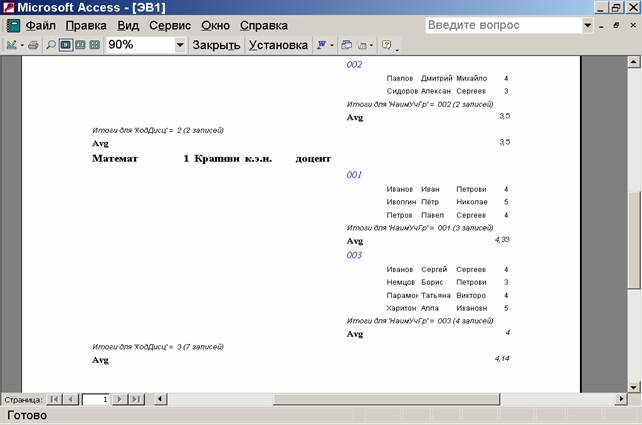 Microsoft Access - [ЭВ1]
Файл Правка Вид Сервис Окно Справка Введите вопрос
90% Закрыть Установка
002
Павлов Дмитрий Михайло 4
Сидоров Алексан Сергеев 3
Итоги для 'НаимУчГр' = 002 (2 записей)
Avg 3,5
Итоги для 'КодДисц' = 2 (2 записей)
Avg 3,5
Математ 1 Крапиви к.э.н. доцент
001
Иванов Иван Петрови 4
Иволгин Пётр Николае 5
Петров Павел Сергеев 4
Итоги для 'НаимУчГр' = 001 (3 записей)
Avg 4,33
003
Иванов Сергей Сергеев 4
Немцов Борис Петрови 3
Парамон Татьяна Викторо 4
Харитон Алла Ивановн 5
Итоги для 'НаимУчГр' = 003 (4 записей)
Avg 4
Итоги для 'КодДисц' = 3 (7 записей)
Avg 4,14
Страница: 1
Готово